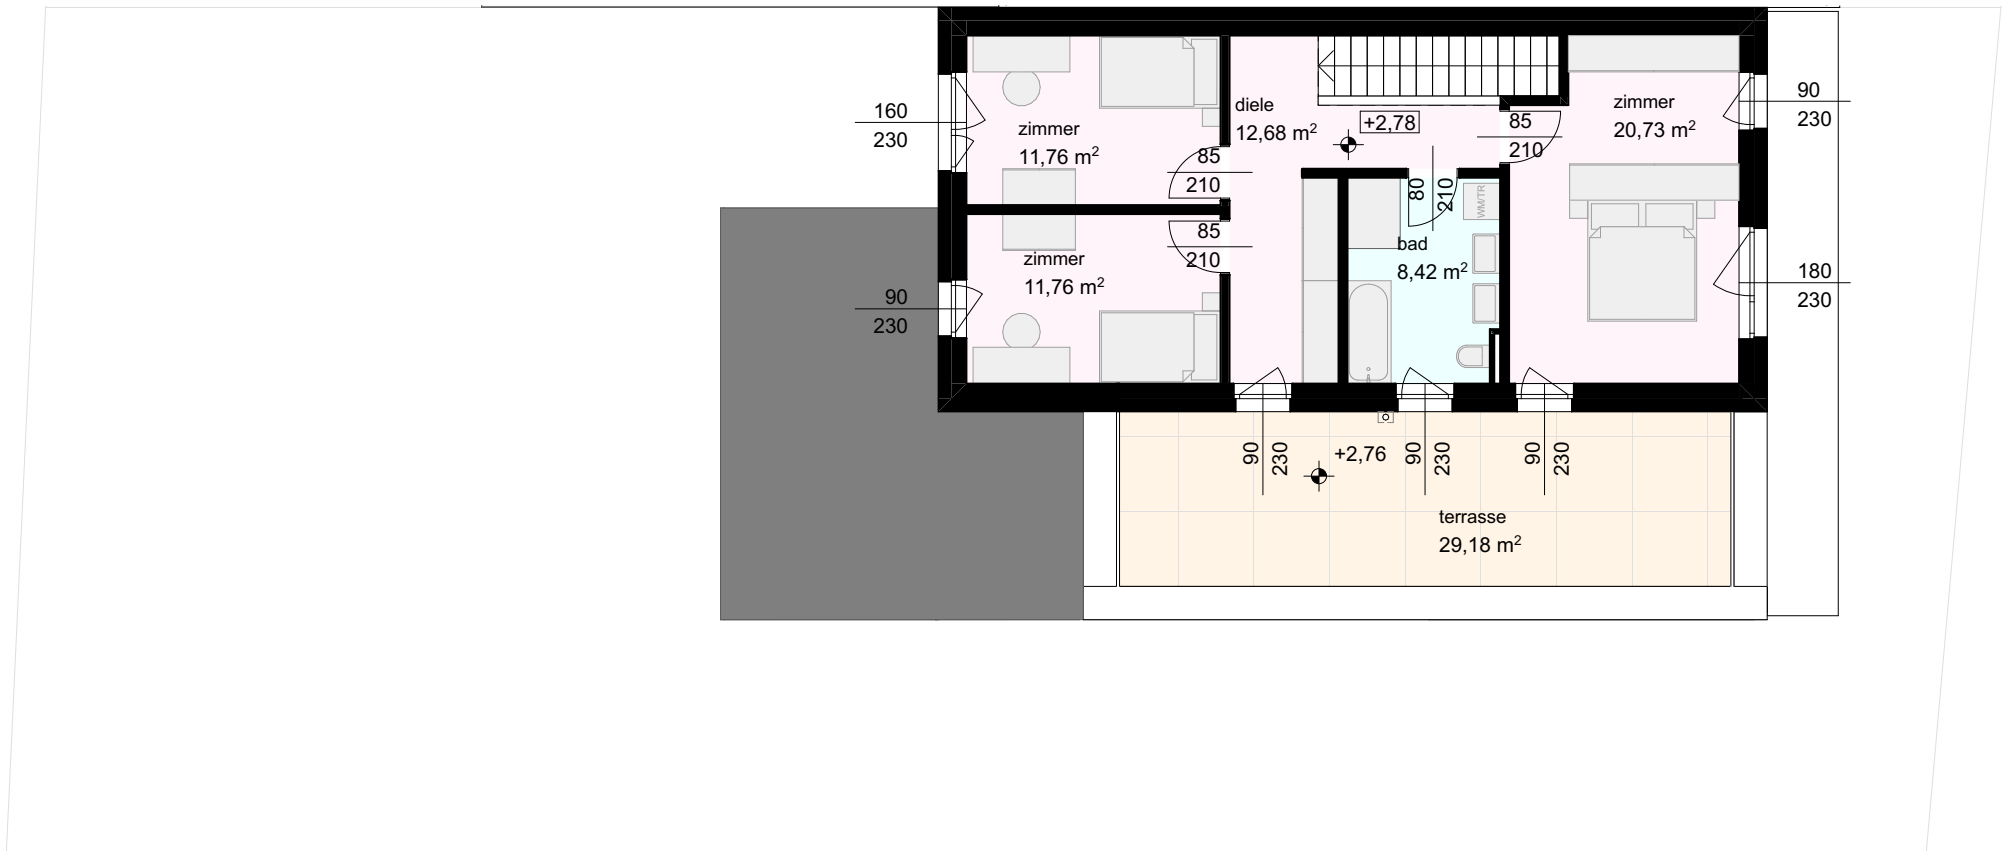 160
230
90
230
zimmer
11,76 m²
85
210
zimmer
11,76 m²
85
210
diele
12,68 m²
+2,78
85
210
80
210
WM/TR
bad
8,42 m²
zimmer
20,73 m²
90
230
180
230
90
230
+2,76
90
230
90
230
terrasse
29,18 m²